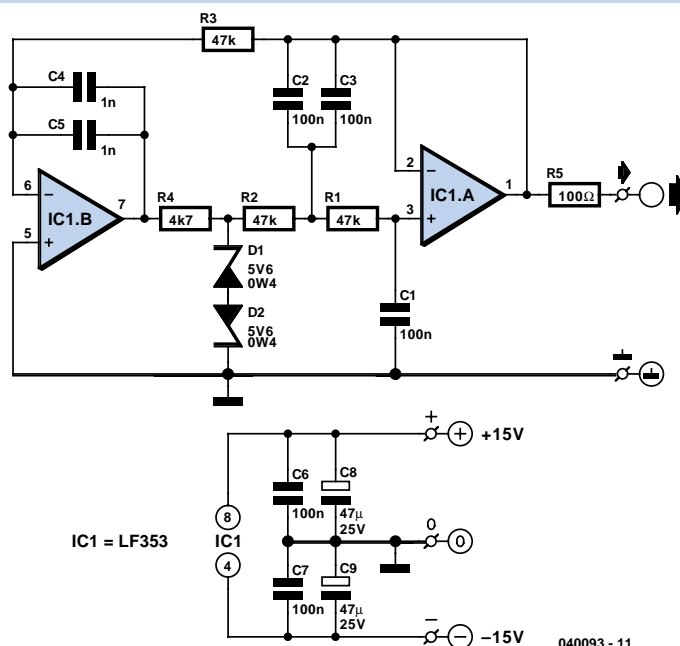 R3
47k
C4
1n
C5
1n
C2
100n
C3
100n
6
–
IC1.B
7
5
+
R4
4k7
R2
47k
R1
47k
2
–
IC1.A
1
3
+
R5
100Ω
D1
5V6
0W4
D2
5V6
0W4
C1
100n
+
+
+15V
C6
100n
C8
47µ
25V
8
IC1 = LF353
IC1
4
0
0
C7
100n
C9
47µ
25V
–
–
–15V
040093 - 11